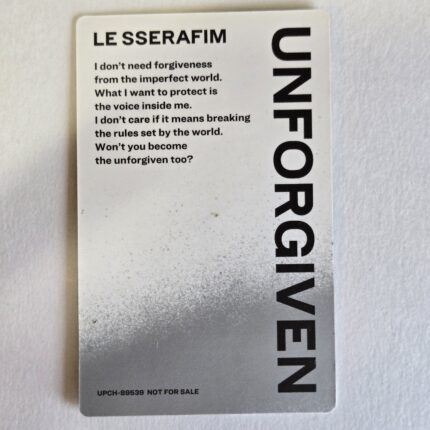 LE SSERAFIM
I don't need forgiveness
from the imperfect world.
What I want to protect is
the voice inside me.
I don't care if it means breaking
the rules set by the world.
Won't you become
the unforgiven too?
UNFORGIVEN
UPCH-89539 NOT FOR SALE